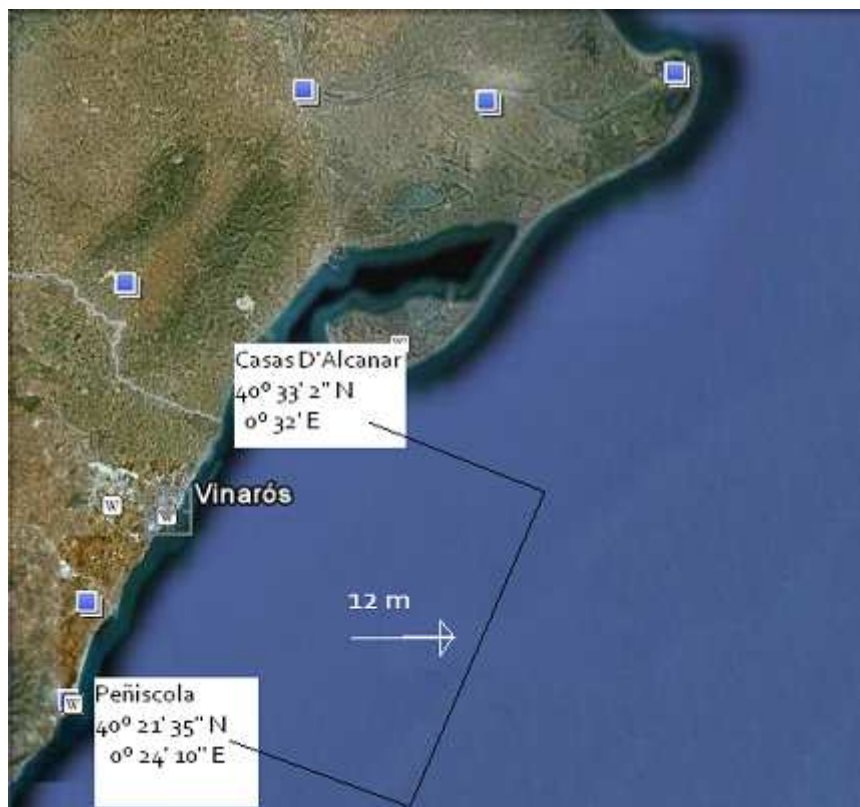 Casas D'Alcanar
40º 33' 2" N
0º 32' E
Vinarós
12 m
Peñiscola
40º 21' 35" N
0º 24' 10" E
W
W
W
W